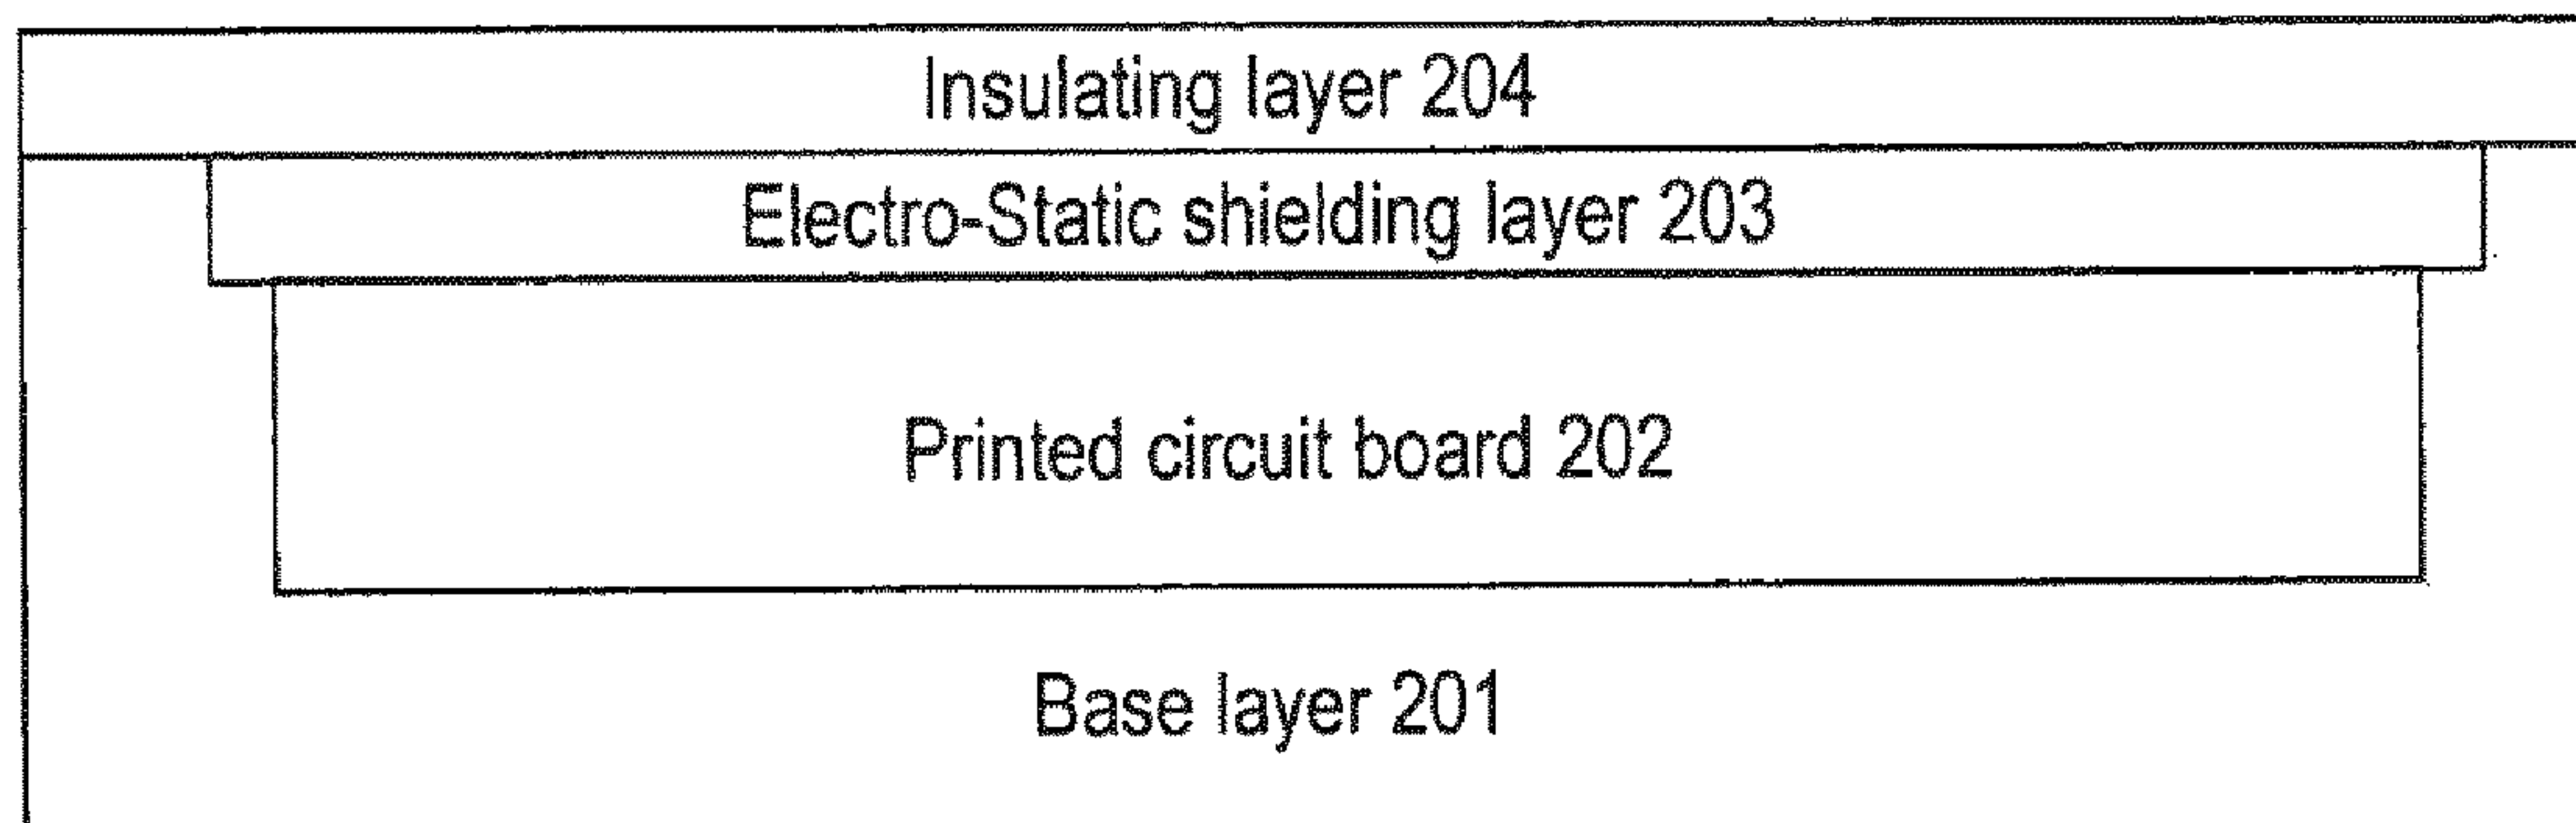 Insulating layer 204
Electro-Static shielding layer 203
Printed circuit board 202
Base layer 201